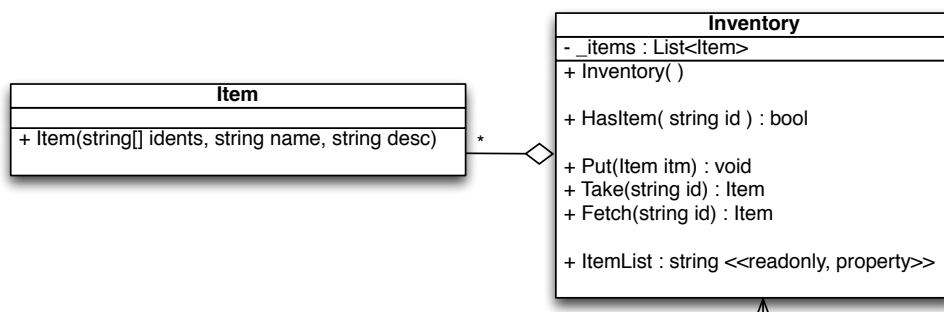 Item
+ Item(string[] idents, string name, string desc)
*
Inventory
- _items : List<Item>
+ Inventory( )
+ HasItem( string id ) : bool
+ Put(Item itm) : void
+ Take(string id) : Item
+ Fetch(string id) : Item
+ ItemList : string <<readonly, property>>